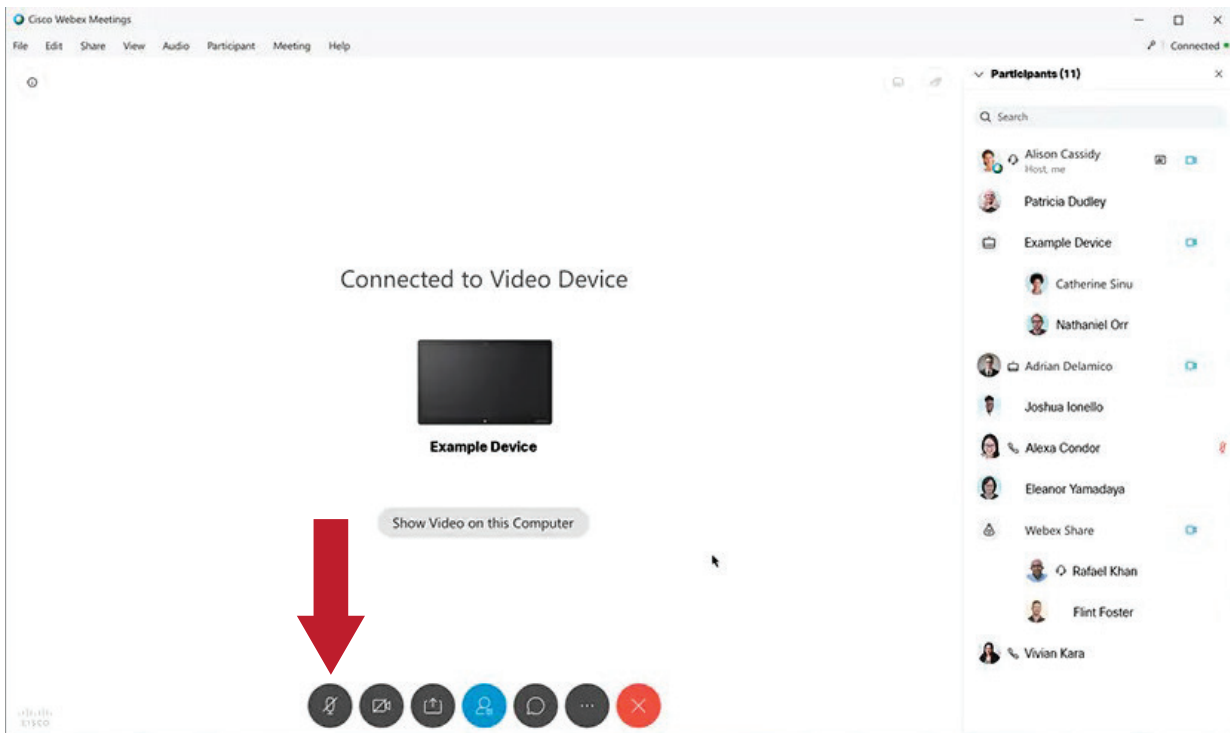 Cisco Webex Meetings
File Edit Share View Audio Participant Meeting Help
Connected
Participants (11)
Search
Alison Cassidy
Host, me
Patricia Dudley
Example Device
Catherine Sinu
Nathaniel Orr
Adrian Delamico
Joshua Ionello
Alexa Condor
Eleanor Yamadaya
Webex Share
Rafael Khan
Flint Foster
Vivian Kara
Connected to Video Device
Example Device
Show Video on this Computer
CISCO